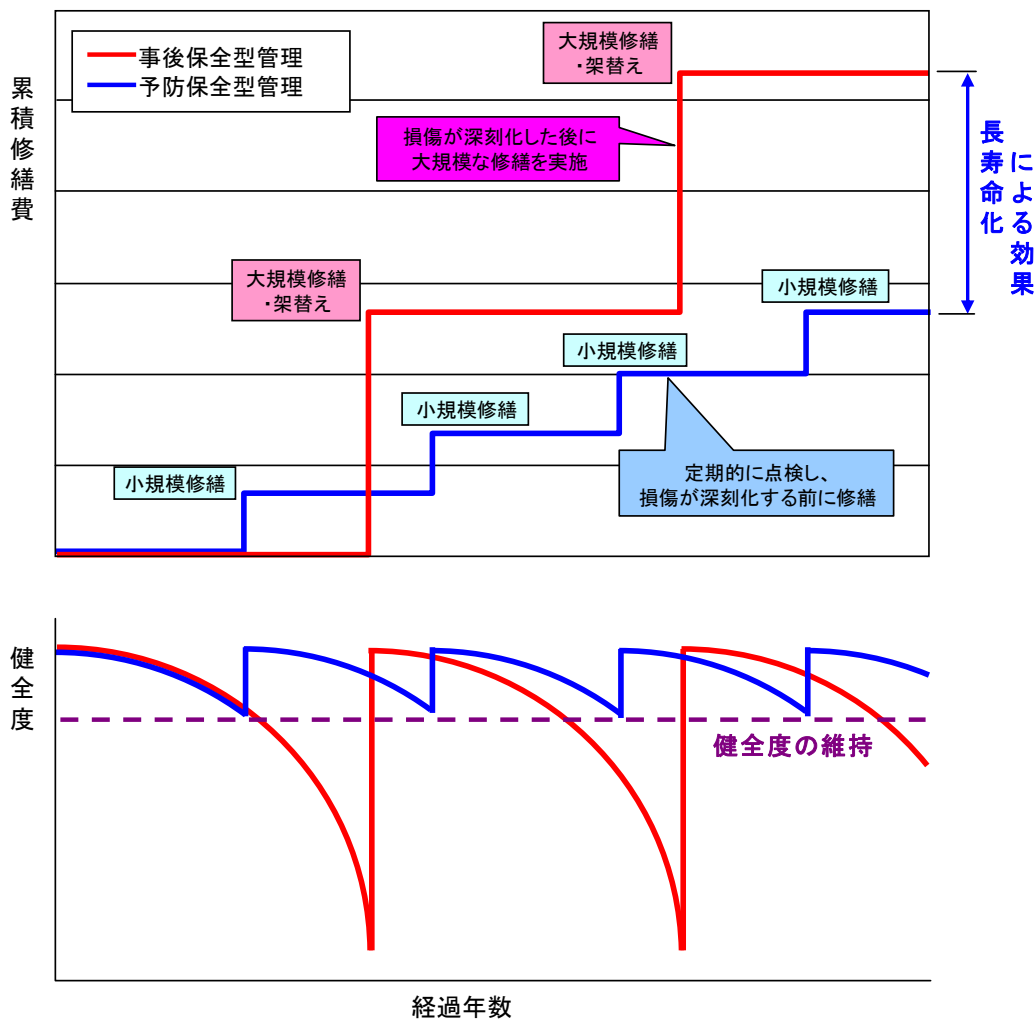 事後保全型管理
予防保全型管理
累積修繕費
大規模修繕
・架替え
損傷が深刻化した後に
大規模な修繕を実施
長寿命化
による効果
大規模修繕
・架替え
小規模修繕
小規模修繕
小規模修繕
小規模修繕
定期的に点検し、
損傷が深刻化する前に修繕
健全度
健全度の維持
経過年数